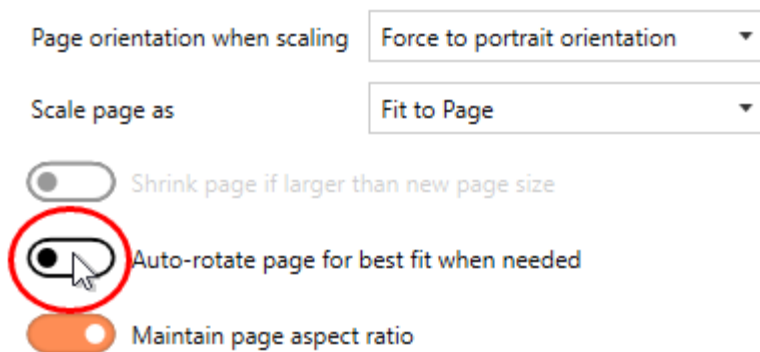 Page orientation when scaling Force to portrait orientation
Scale page as Fit to Page
Shrink page if larger than new page size
Auto-rotate page for best fit when needed
Maintain page aspect ratio